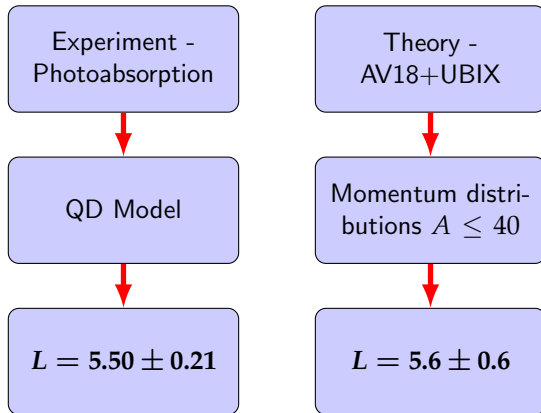 Experiment -
Photoabsorption
Theory -
AV18+UBIX
QD Model
Momentum distri-
butions A ≤ 40
L = 5.50 ± 0.21
L = 5.6 ± 0.6